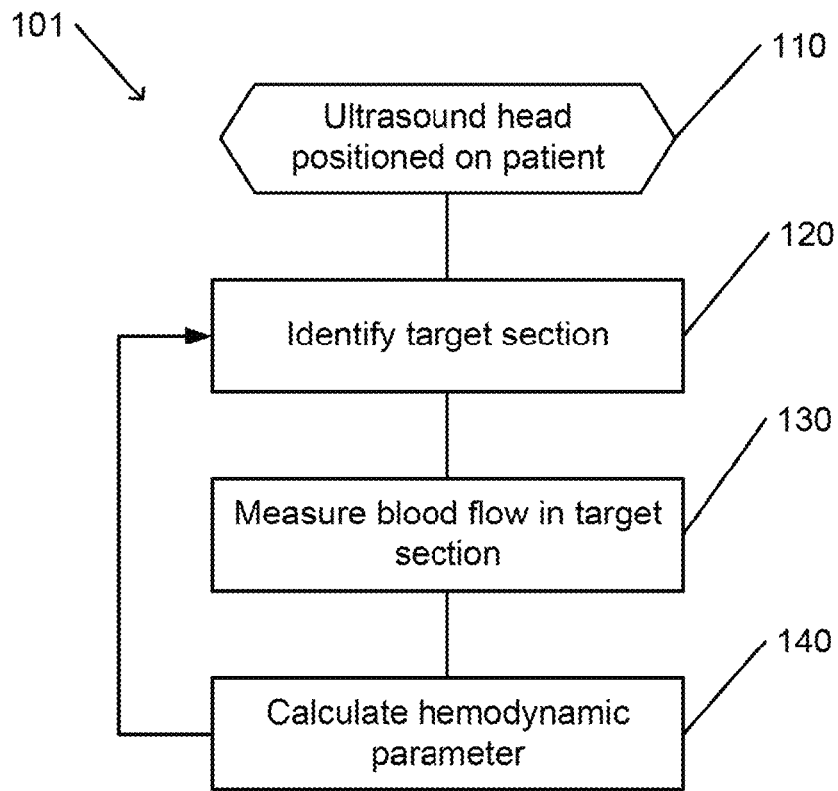 101
110
Ultrasound head
positioned on patient
120
Identify target section
130
Measure blood flow in target
section
140
Calculate hemodynamic
parameter